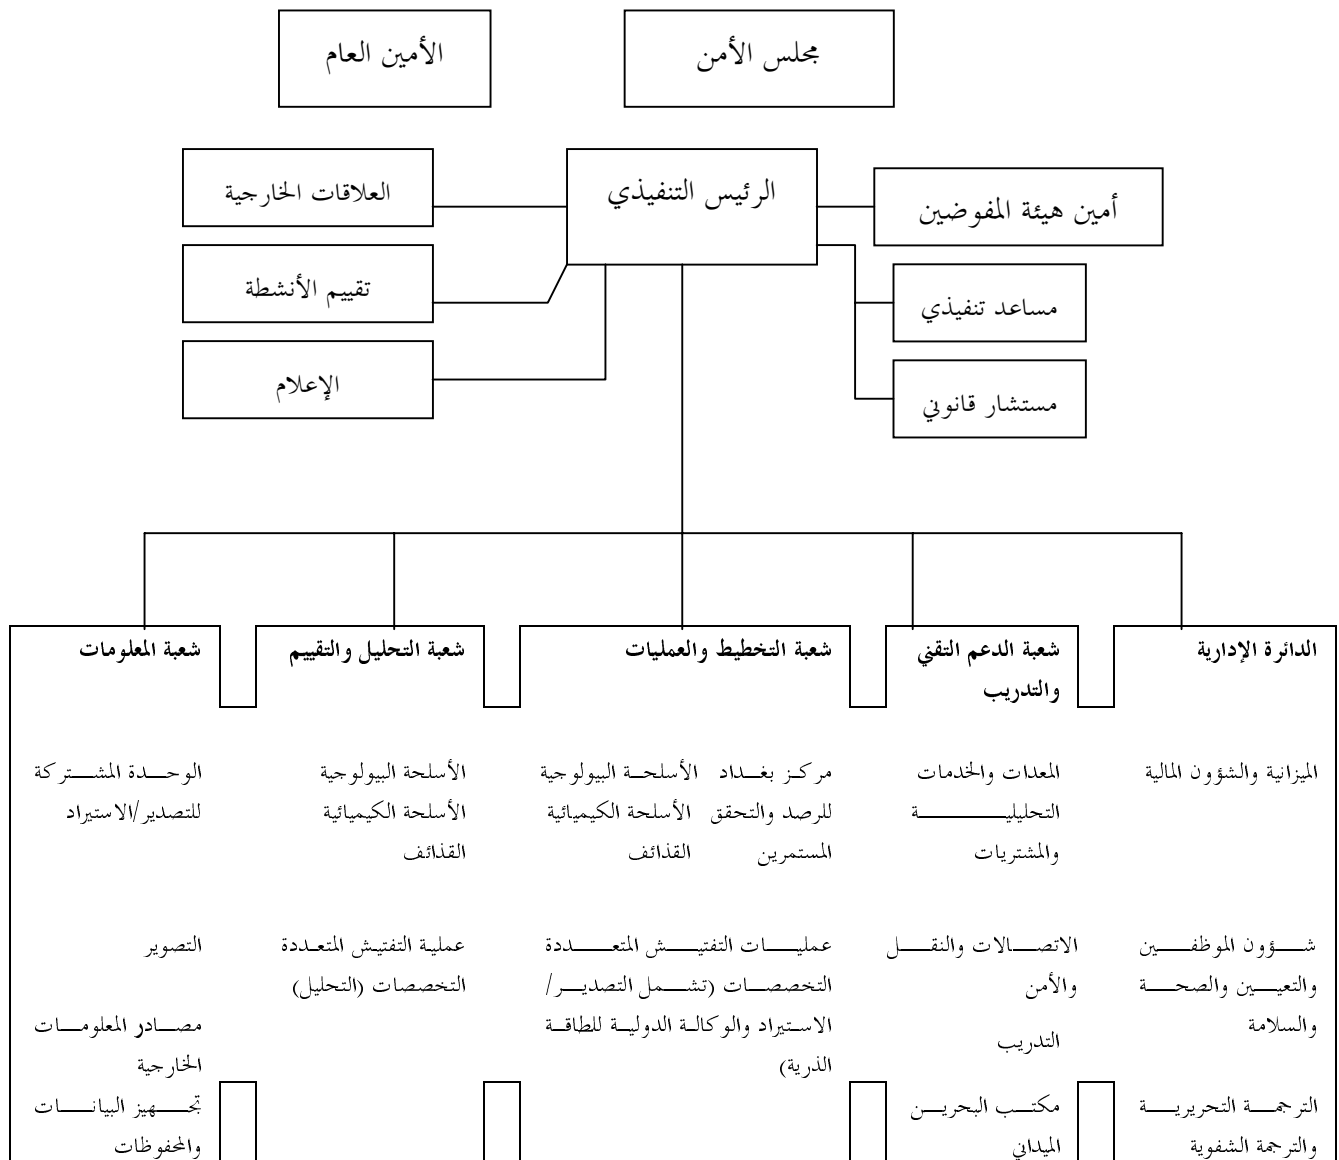 مجلس الأمن
الأمين العام
الرئيس التنفيذي
أمين هيئة المفوضين
مساعد تنفيذي
مستشار قانوني
العلاقات الخارجية
تقييم الأنشطة
الإعلام
الدائرة الإدارية
الميزانية والشؤون المالية
شؤون الموظفين
والتعيين والصحة
والسلامة
الترجمة التحريرية
والترجمة الشفوية
شعبة الدعم التقني
والتدريب
المعدات والخدمات
التحليلية
والمشتريات
الاتصالات والنقل
والأمن
التدريب
مكتب البحرين
الميداني
شعبة التخطيط والعمليات
مركز بغداد
للرصد والتحقق
المستمرين
الأسلحة البيولوجية
الأسلحة الكيميائية
القذائف
عمليات التفتيش المتعددة
التخصصات (تشمل التصدير/
الاستيراد والوكالة الدولية للطاقة
الذرية)
شعبة التحليل والتقييم
الأسلحة البيولوجية
الأسلحة الكيميائية
القذائف
عملية التفتيش المتعددة
التخصصات (التحليل)
شعبة المعلومات
الوحدة المشتركة
للتصدير/الاستيراد
التصوير
مصادر المعلومات
الخارجية
تجهيز البيانات
والمحفوظات